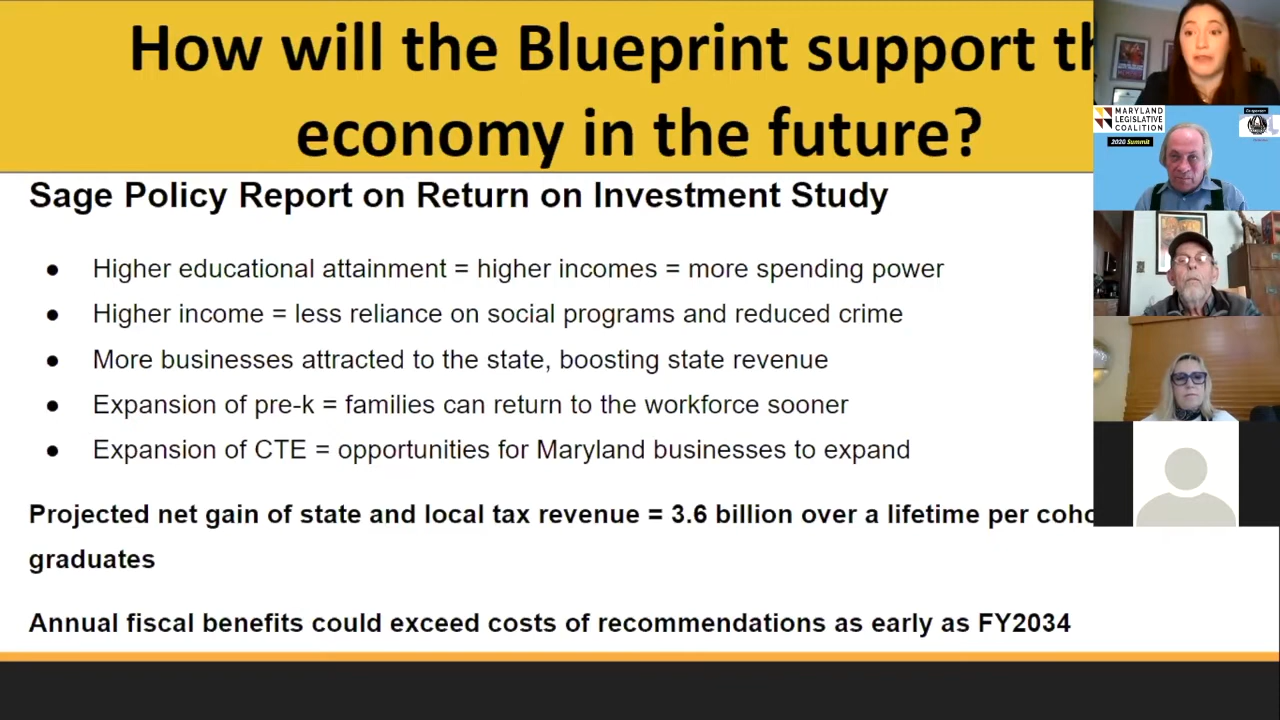 How will the Blueprint support th
economy in the future?
Sage Policy Report on Return on Investment Study
● Higher educational attainment = higher incomes = more spending power
● Higher income = less reliance on social programs and reduced crime
● More businesses attracted to the state, boosting state revenue
● Expansion of pre-k = families can return to the workforce sooner
● Expansion of CTE = opportunities for Maryland businesses to expand
Projected net gain of state and local tax revenue = 3.6 billion over a lifetime per coho
graduates
Annual fiscal benefits could exceed costs of recommendations as early as FY2034
MARYLAND
LEGISLATIVE
COALITION
2020 Summit